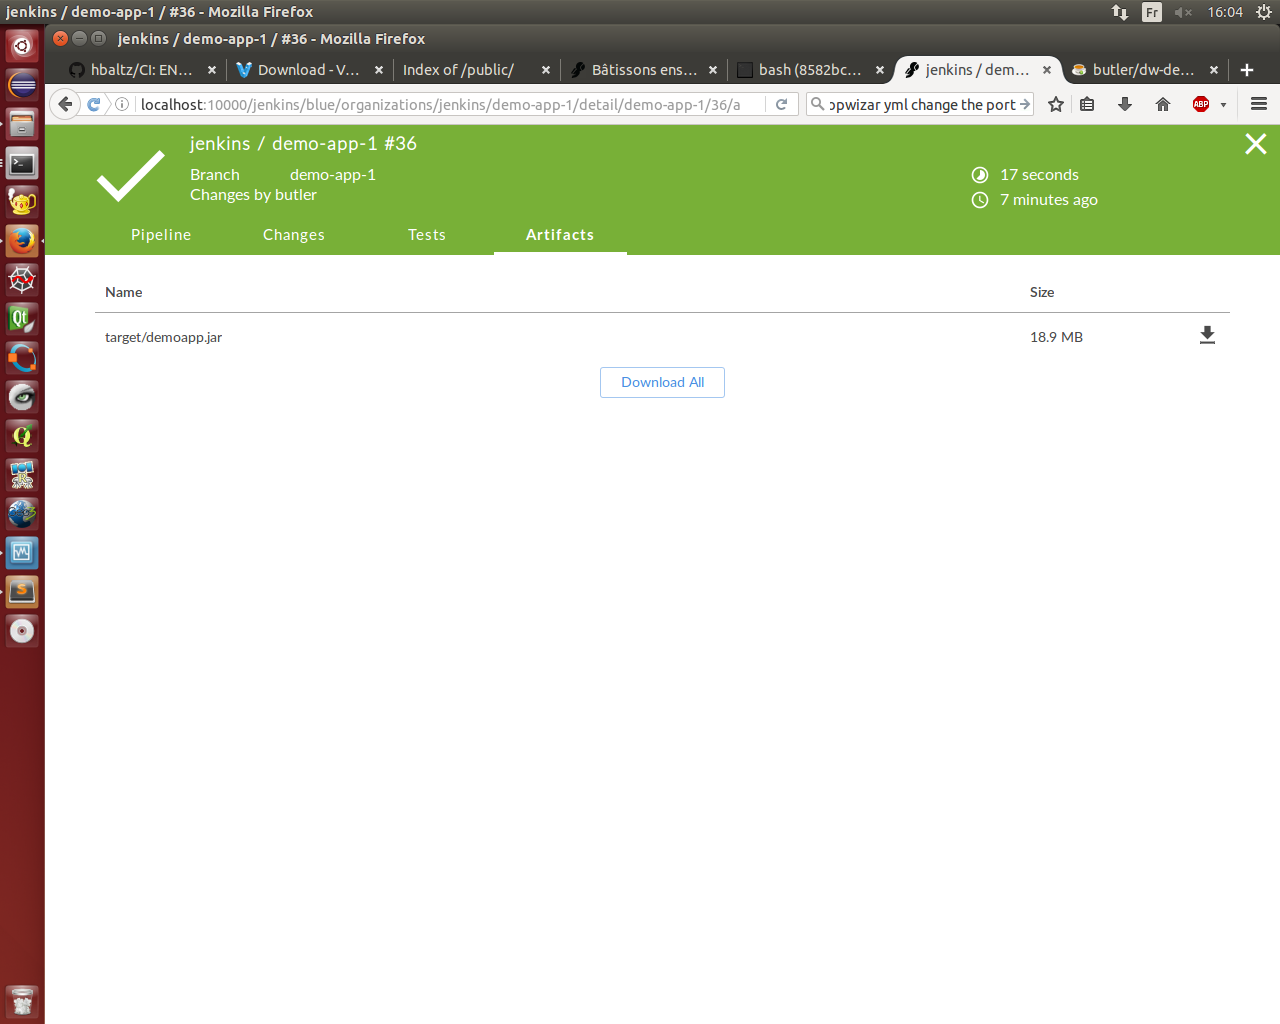 jenkins / demo-app-1 / #36 - Mozilla Firefox
Fr
16:04
jenkins / demo-app-1 / #36 - Mozilla Firefox
hbaltz/CI: EN…
Download - V…
Index of /public/
Bâtissons ens…
bash (8582bc…
jenkins / dem…
butler/dw-de…
localhost:10000/jenkins/blue/organizations/jenkins/demo-app-1/detail/demo-app-1/36/a
opwizar yml change the port
ABP
jenkins / demo-app-1 #36
Branch demo-app-1
Changes by butler
17 seconds
7 minutes ago
Pipeline
Changes
Tests
Artifacts
Name
Size
target/demoapp.jar
18.9 MB
Download All
Qt
S